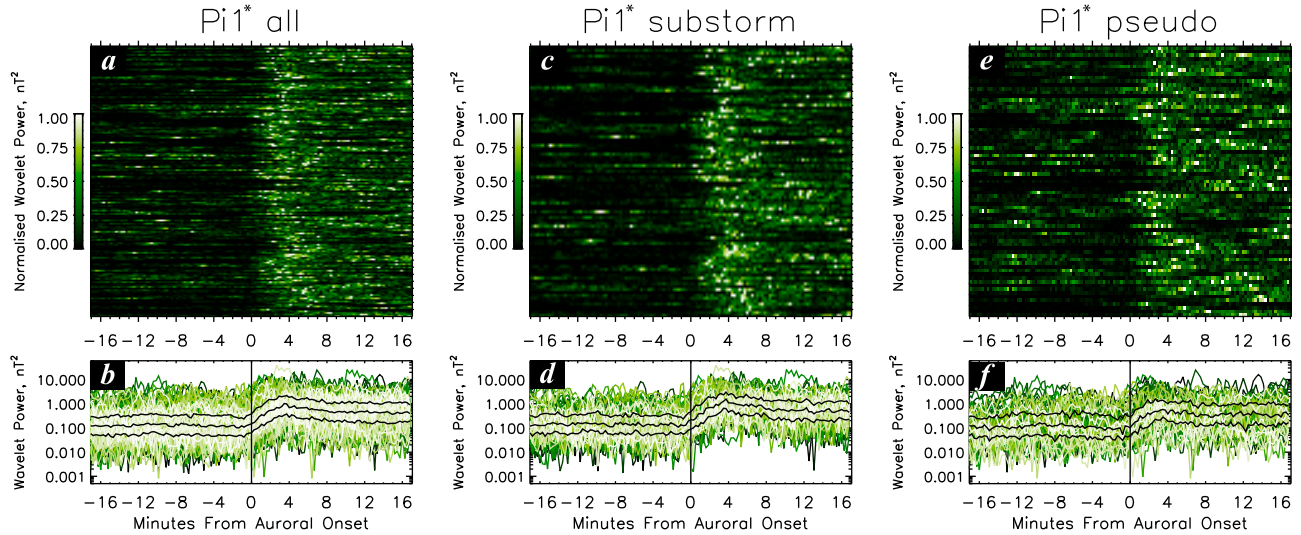 Pi1* all
Pi1* substorm
Pi1* pseudo
a
c
e
Normalised Wavelet Power, nT²
1.00
0.75
0.50
0.25
0.00
Normalised Wavelet Power, nT²
1.00
0.75
0.50
0.25
0.00
Normalised Wavelet Power, nT²
1.00
0.75
0.50
0.25
0.00
−16 −12 −8 −4 0 4 8 12 16
−16 −12 −8 −4 0 4 8 12 16
−16 −12 −8 −4 0 4 8 12 16
b
d
f
Wavelet Power, nT²
10.000
1.000
0.100
0.010
0.001
Wavelet Power, nT²
10.000
1.000
0.100
0.010
0.001
Wavelet Power, nT²
10.000
1.000
0.100
0.010
0.001
−16 −12 −8 −4 0 4 8 12 16
−16 −12 −8 −4 0 4 8 12 16
−16 −12 −8 −4 0 4 8 12 16
Minutes From Auroral Onset
Minutes From Auroral Onset
Minutes From Auroral Onset